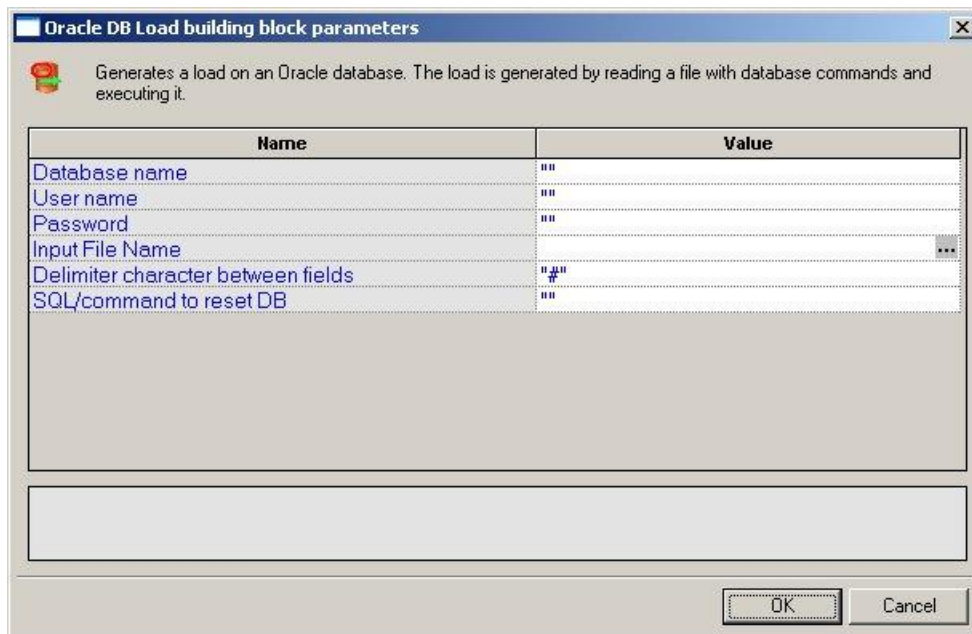 Oracle DB Load building block parameters
Generates a load on an Oracle database. The load is generated by reading a file with database commands and
executing it.
Name Value
Database name ""
User name ""
Password ""
Input File Name ...
Delimiter character between fields "#"
SQL/command to reset DB ""
OK Cancel